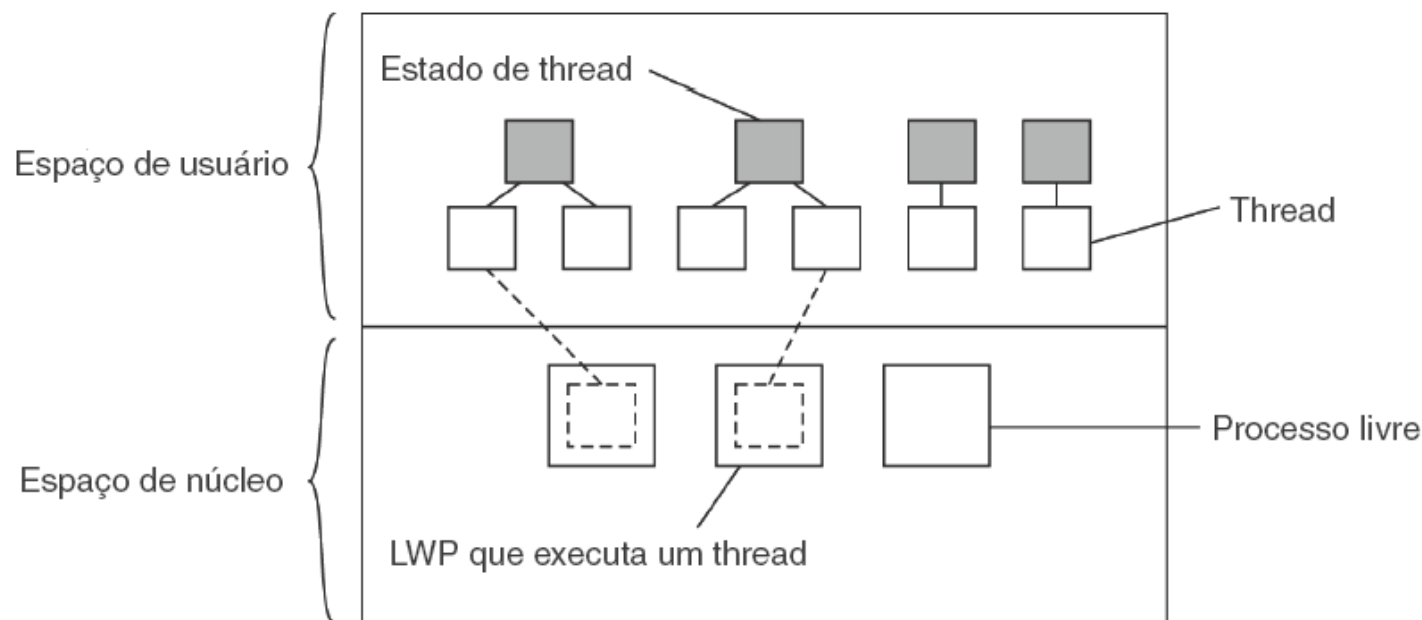 Estado de thread
Espaço de usuário
Thread
Processo livre
Espaço de núcleo
LWP que executa um thread